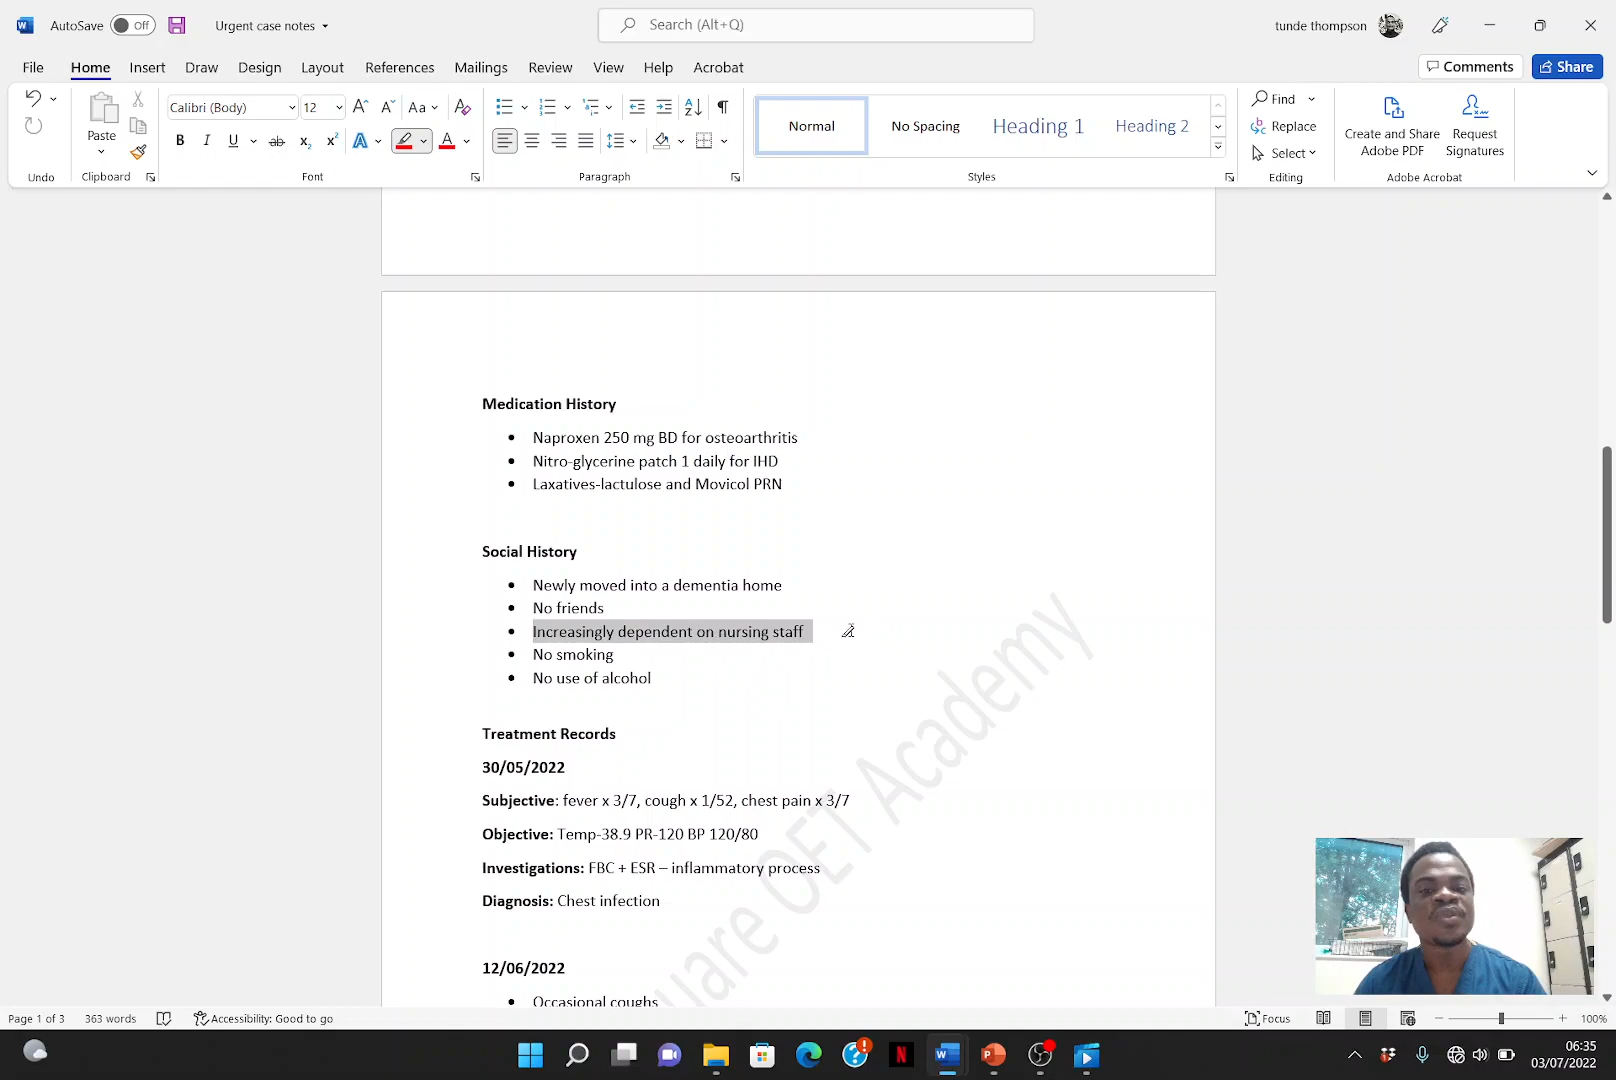 AutoSave Off Urgent case notes Search (Alt+Q) tunde thompson
File Home Insert Draw Design Layout References Mailings Review View Help Acrobat Comments Share
Calibri (Body) 12 Aa Find
Paste Normal No Spacing Heading 1 Heading 2 Replace Create and Share Request
B I U ab x₂ x² A A Select Adobe PDF Signatures
Undo Clipboard Font Paragraph Styles Editing Adobe Acrobat
Medication History
• Naproxen 250 mg BD for osteoarthritis
• Nitro-glycerine patch 1 daily for IHD
• Laxatives-lactulose and Movicol PRN
Social History
• Newly moved into a dementia home
• No friends
• Increasingly dependent on nursing staff
• No smoking
• No use of alcohol
Treatment Records
30/05/2022
Subjective: fever x 3/7, cough x 1/52, chest pain x 3/7
Objective: Temp-38.9 PR-120 BP 120/80
Investigations: FBC + ESR – inflammatory process
Diagnosis: Chest infection
12/06/2022
• Occasional coughs
uare OET Academy
Page 1 of 3 363 words Accessibility: Good to go Focus 100%
06:35
03/07/2022